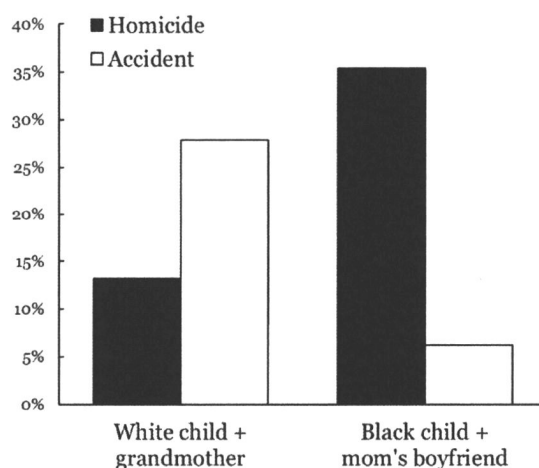 40%
35%
30%
25%
20%
15%
10%
5%
0%
Homicide
Accident
White child +
grandmother
Black child +
mom's boyfriend